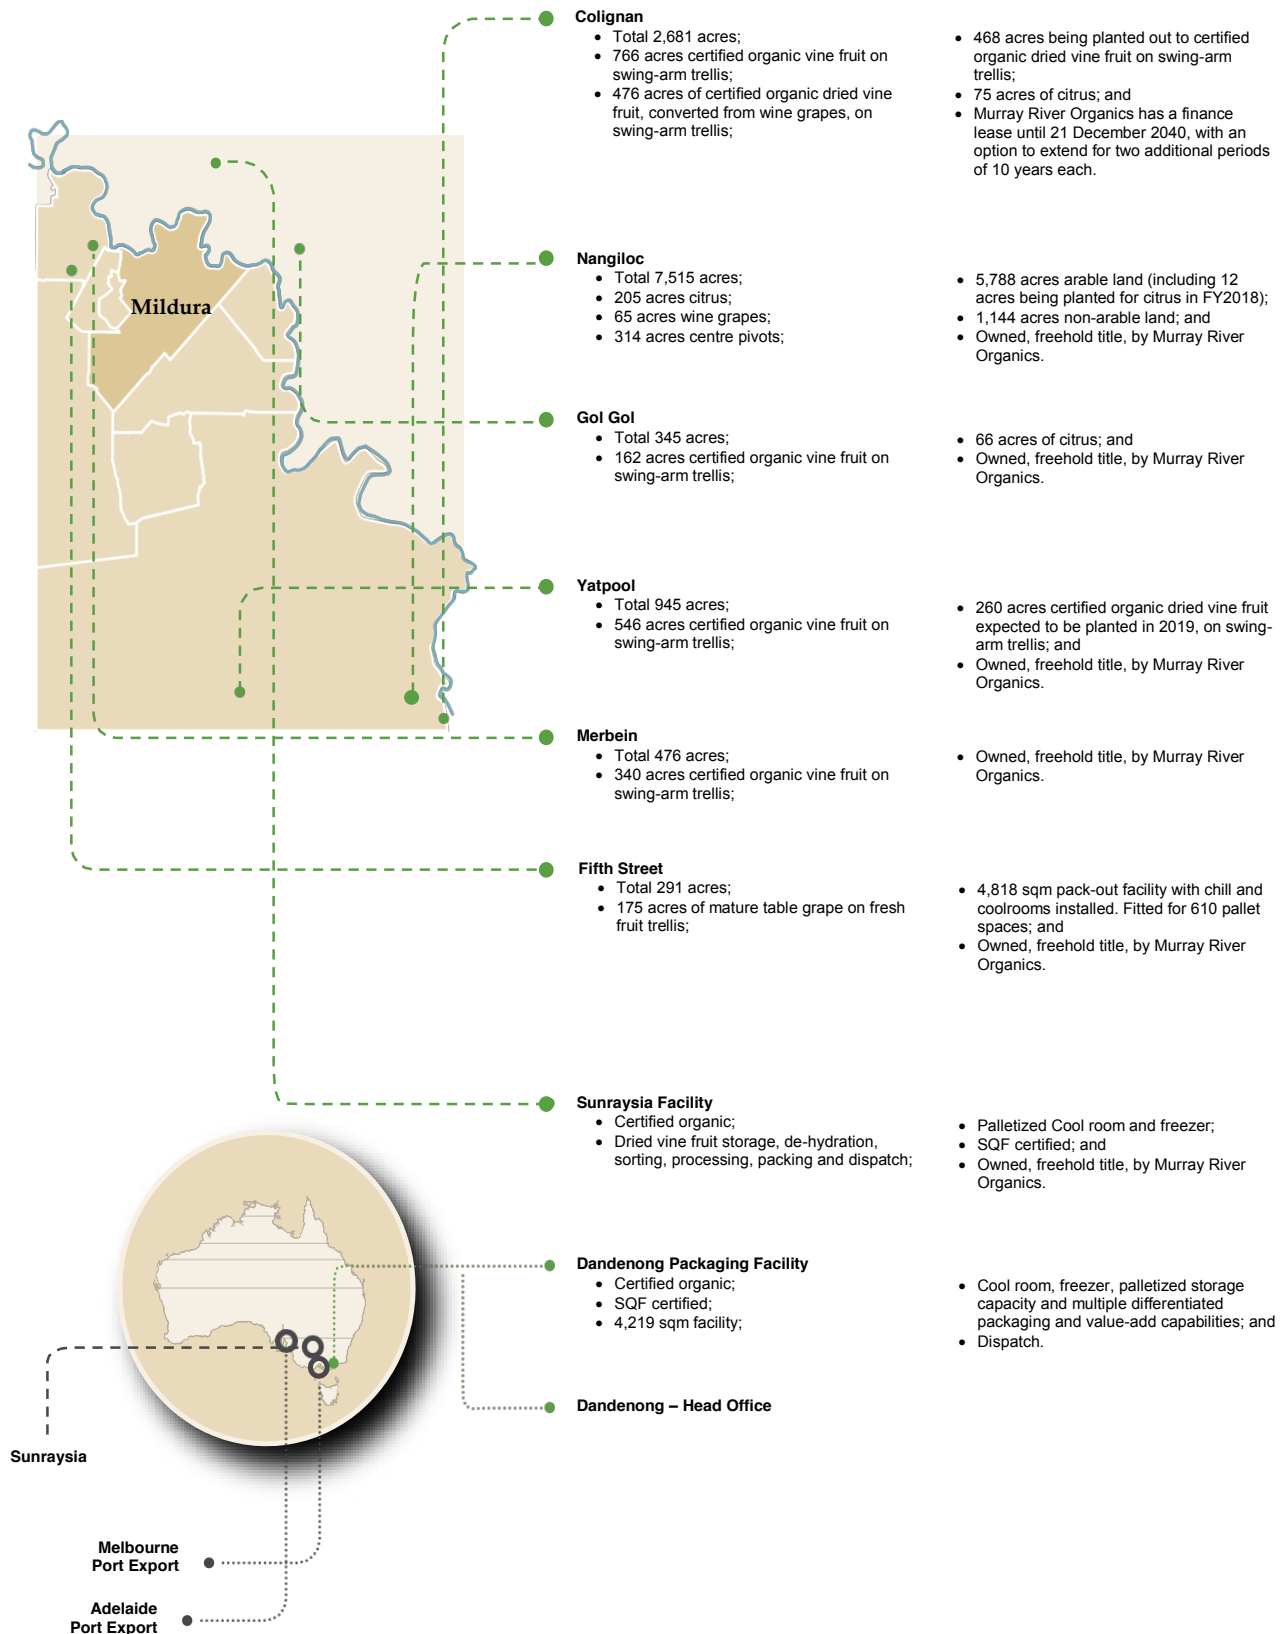 Colignan
• Total 2,681 acres;
• 766 acres certified organic vine fruit on
swing-arm trellis;
• 476 acres of certified organic dried vine
fruit, converted from wine grapes, on
swing-arm trellis;
• 468 acres being planted out to certified
organic dried vine fruit on swing-arm
trellis;
• 75 acres of citrus; and
• Murray River Organics has a finance
lease until 21 December 2040, with an
option to extend for two additional periods
of 10 years each.
Mildura
Nangiloc
• Total 7,515 acres;
• 205 acres citrus;
• 65 acres wine grapes;
• 314 acres centre pivots;
• 5,788 acres arable land (including 12
acres being planted for citrus in FY2018);
• 1,144 acres non-arable land; and
• Owned, freehold title, by Murray River
Organics.
Gol Gol
• Total 345 acres;
• 162 acres certified organic vine fruit on
swing-arm trellis;
• 66 acres of citrus; and
• Owned, freehold title, by Murray River
Organics.
Yatpool
• Total 945 acres;
• 546 acres certified organic vine fruit on
swing-arm trellis;
• 260 acres certified organic dried vine fruit
expected to be planted in 2019, on swing-
arm trellis; and
• Owned, freehold title, by Murray River
Organics.
Merbein
• Total 476 acres;
• 340 acres certified organic vine fruit on
swing-arm trellis;
• Owned, freehold title, by Murray River
Organics.
Fifth Street
• Total 291 acres;
• 175 acres of mature table grape on fresh
fruit trellis;
• 4,818 sqm pack-out facility with chill and
coolrooms installed. Fitted for 610 pallet
spaces; and
• Owned, freehold title, by Murray River
Organics.
Sunraysia Facility
• Certified organic;
• Dried vine fruit storage, de-hydration,
sorting, processing, packing and dispatch;
• Palletized Cool room and freezer;
• SQF certified; and
• Owned, freehold title, by Murray River
Organics.
Dandenong Packaging Facility
• Certified organic;
• SQF certified;
• 4,219 sqm facility;
• Cool room, freezer, palletized storage
capacity and multiple differentiated
packaging and value-add capabilities; and
• Dispatch.
Dandenong – Head Office
Sunraysia
Melbourne
Port Export
Adelaide
Port Export